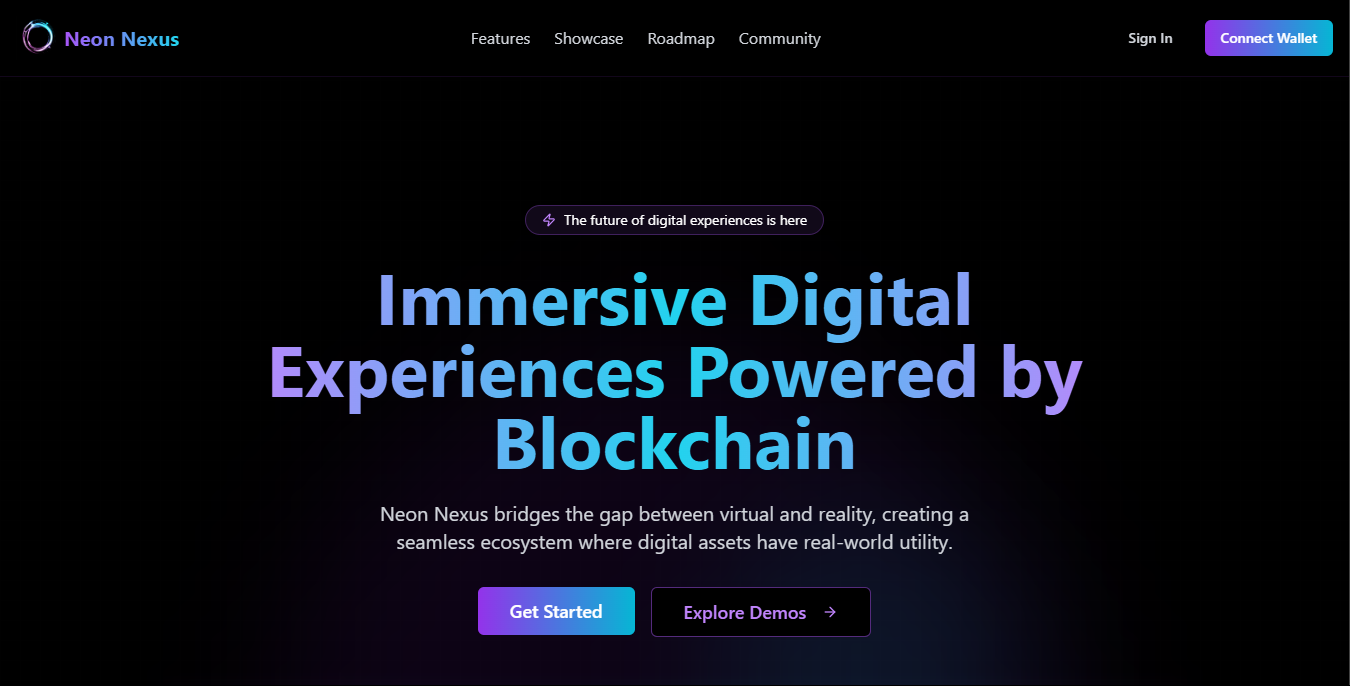 Neon Nexus
Features
Showcase
Roadmap
Community
Sign In
Connect Wallet
The future of digital experiences is here
Immersive Digital
Experiences Powered by
Blockchain
Neon Nexus bridges the gap between virtual and reality, creating a
seamless ecosystem where digital assets have real-world utility.
Get Started
Explore Demos